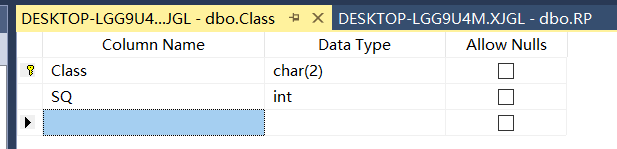 DESKTOP-LGG9U4...JGL - dbo.Class DESKTOP-LGG9U4M.XJGL - dbo.RP
Column Name Data Type Allow Nulls
Class char(2)
SQ int